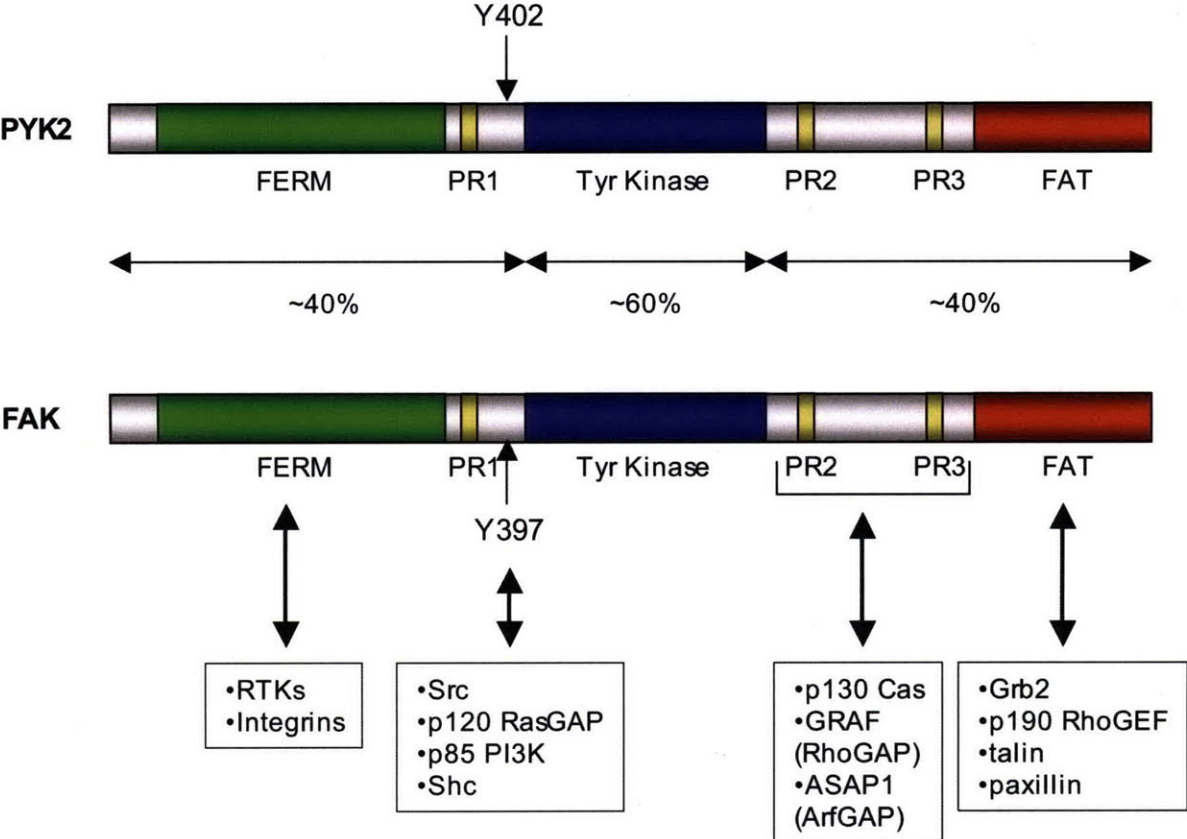 Y402
PYK2
FERM PR1 Tyr Kinase PR2 PR3 FAT
~40% ~60% ~40%
FAK
FERM PR1 Tyr Kinase PR2 PR3 FAT
Y397
•RTKs
•Integrins
•Src
•p120 RasGAP
•p85 PI3K
•Shc
•p130 Cas
•GRAF
(RhoGAP)
•ASAP1
(ArfGAP)
•Grb2
•p190 RhoGEF
•talin
•paxillin